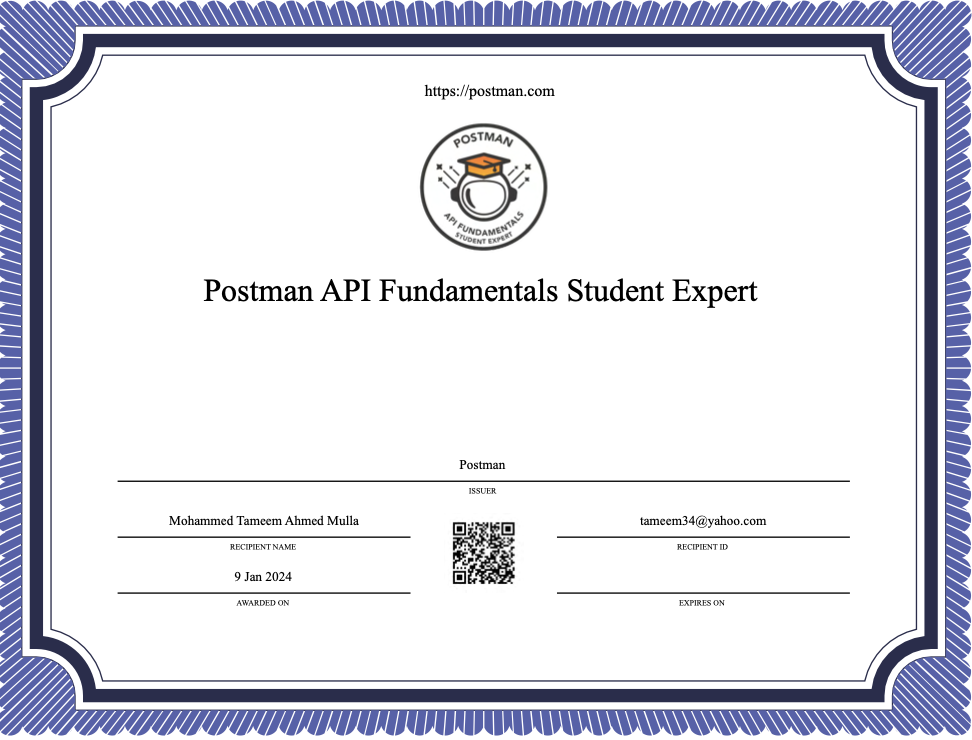 https://postman.com
POSTMAN
API FUNDAMENTALS
STUDENT EXPERT
Postman API Fundamentals Student Expert
Postman
ISSUER
Mohammed Tameem Ahmed Mulla
RECIPIENT NAME
tameem34@yahoo.com
RECIPIENT ID
9 Jan 2024
AWARDED ON
EXPIRES ON